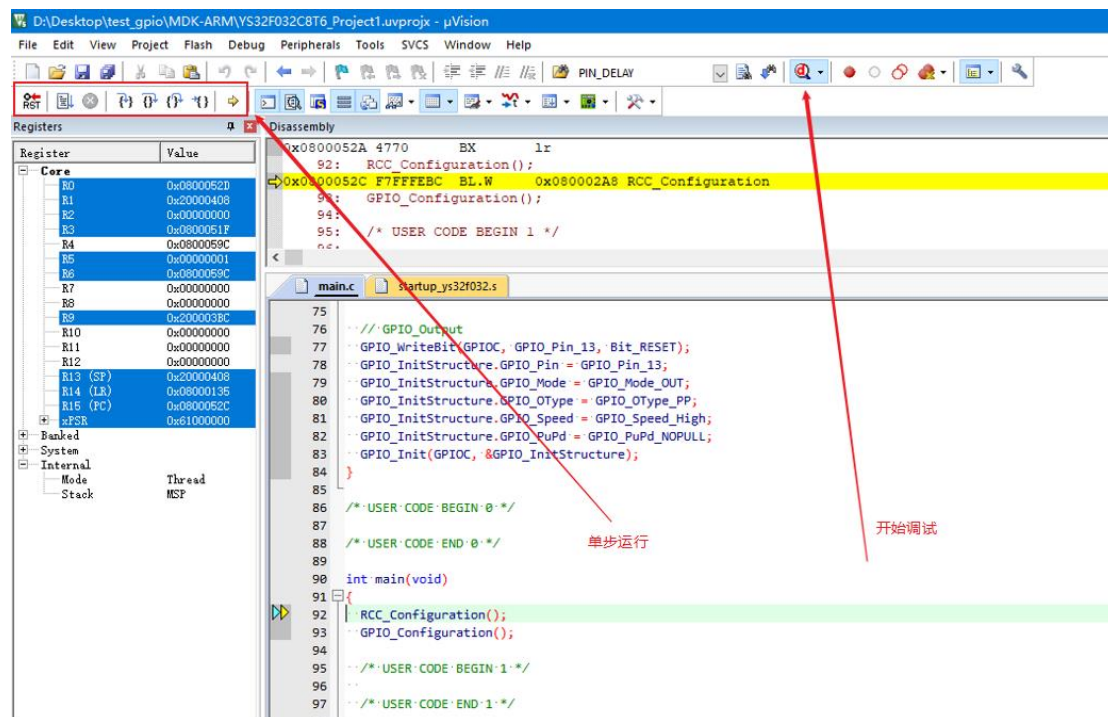 D:\Desktop\test_gpio\MDK-ARM\YS32F032C8T6_Project1.uvprojx - µVision
File Edit View Project Flash Debug Peripherals Tools SVCS Window Help
PIN_DELAY
RST
Registers
Register Value
Core
R0 0x0800052D
R1 0x20000408
R2 0x00000000
R3 0x0800051F
R4 0x0800059C
R5 0x00000001
R6 0x0800059C
R7 0x00000000
R8 0x00000000
R9 0x200003BC
R10 0x00000000
R11 0x00000000
R12 0x00000000
R13 (SP) 0x20000408
R14 (LR) 0x08000135
R15 (PC) 0x0800052C
xPSR 0x61000000
Banked
System
Internal
Mode Thread
Stack MSP
Disassembly
0x0800052A 4770 BX lr
92: RCC_Configuration();
0x0800052C F7FFFEBC BL.W 0x080002A8 RCC_Configuration
93: GPIO_Configuration();
94:
95: /* USER CODE BEGIN 1 */
96:
main.c startup_ys32f032.s
75
76 // GPIO_Output
77 GPIO_WriteBit(GPIOC, GPIO_Pin_13, Bit_RESET);
78 GPIO_InitStructure.GPIO_Pin = GPIO_Pin_13;
79 GPIO_InitStructure.GPIO_Mode = GPIO_Mode_OUT;
80 GPIO_InitStructure.GPIO_OType = GPIO_OType_PP;
81 GPIO_InitStructure.GPIO_Speed = GPIO_Speed_High;
82 GPIO_InitStructure.GPIO_PuPd = GPIO_PuPd_NOPULL;
83 GPIO_Init(GPIOC, &GPIO_InitStructure);
84 }
85
86 /* USER CODE BEGIN 0 */
87
88 /* USER CODE END 0 */
89
90 int main(void)
91 {
92 RCC_Configuration();
93 GPIO_Configuration();
94
95 /* USER CODE BEGIN 1 */
96
97 /* USER CODE END 1 */
单步运行
开始调试